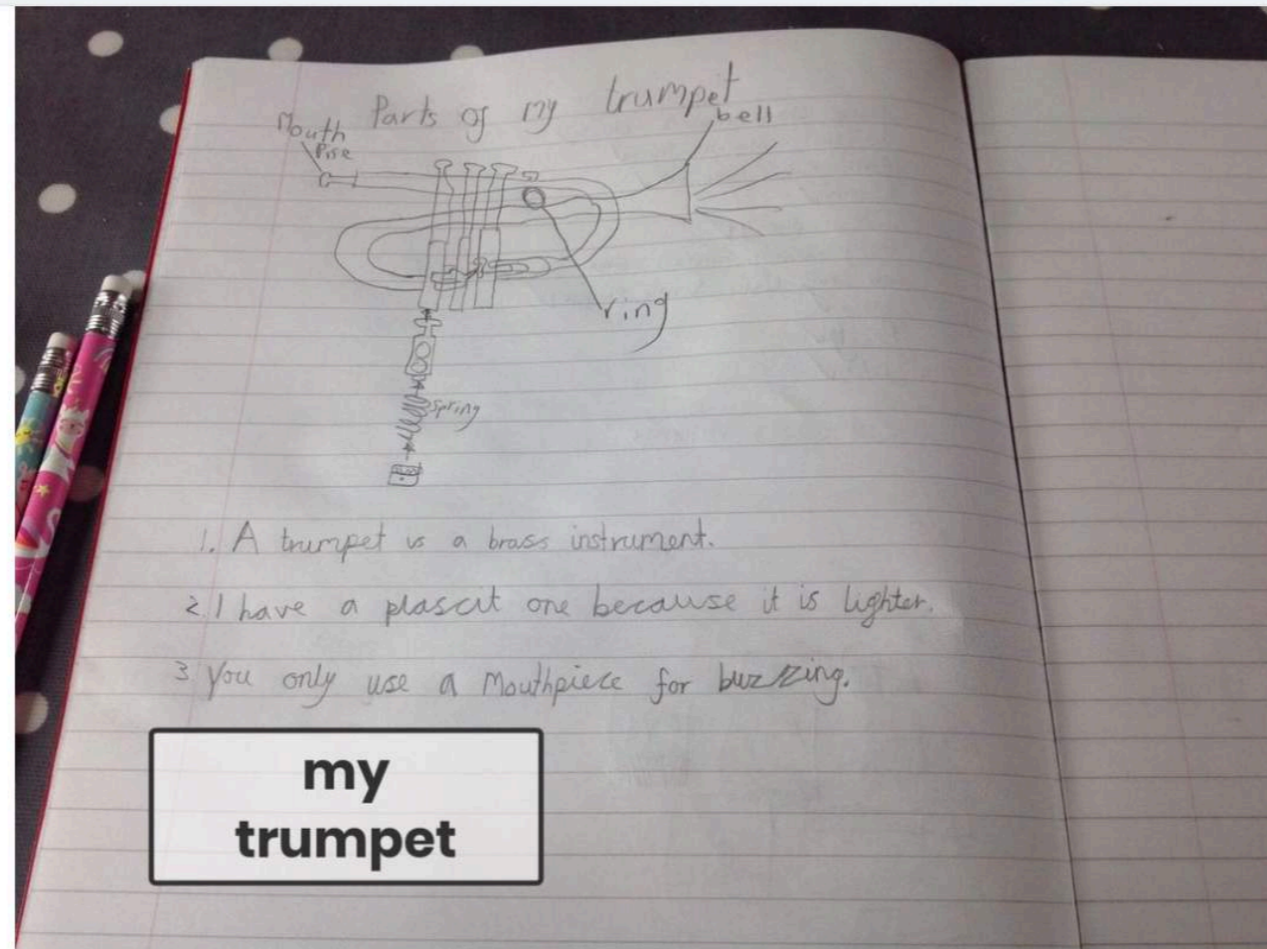 Parts of my trumpet
Mouth
Pise
bell
ring
spring
1. A trumpet is a brass instrument.
2. I have a plascit one because it is lighter.
3 You only use a Mouthpiece for buzzing.
my
trumpet